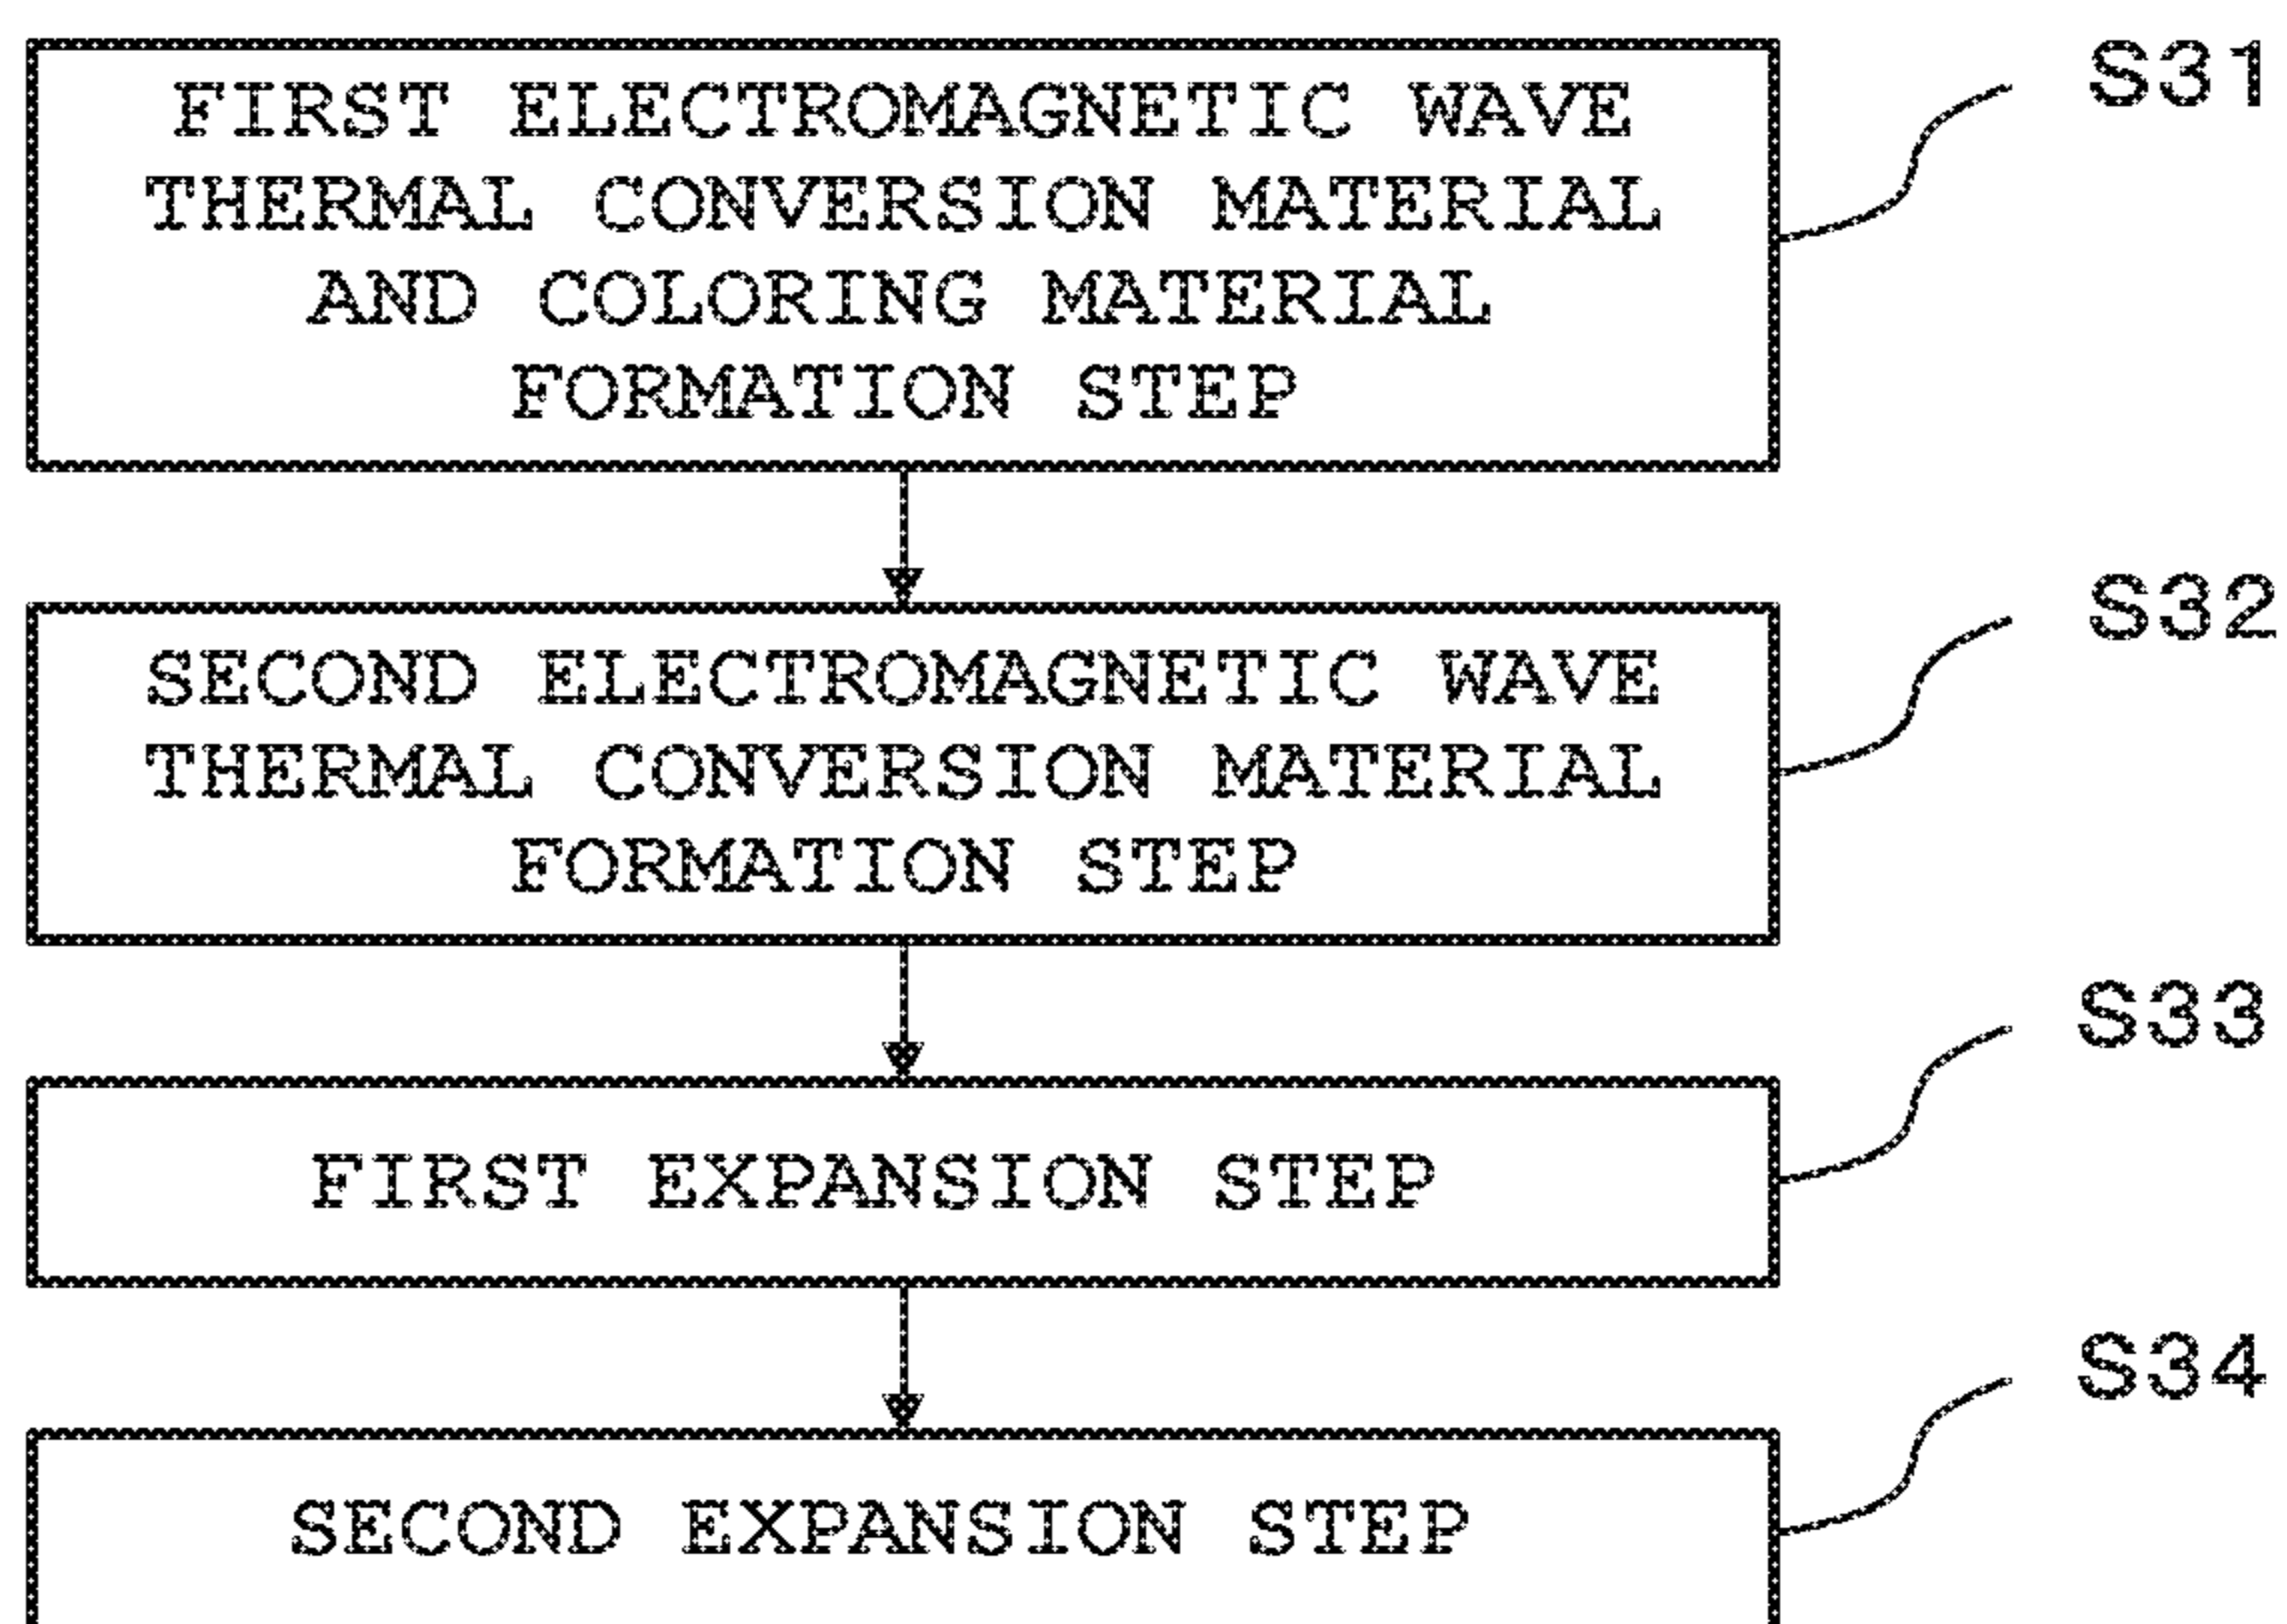 FIRST ELECTROMAGNETIC WAVE
THERMAL CONVERSION MATERIAL
AND COLORING MATERIAL
FORMATION STEP
S31
SECOND ELECTROMAGNETIC WAVE
THERMAL CONVERSION MATERIAL
FORMATION STEP
S32
FIRST EXPANSION STEP
S33
SECOND EXPANSION STEP
S34